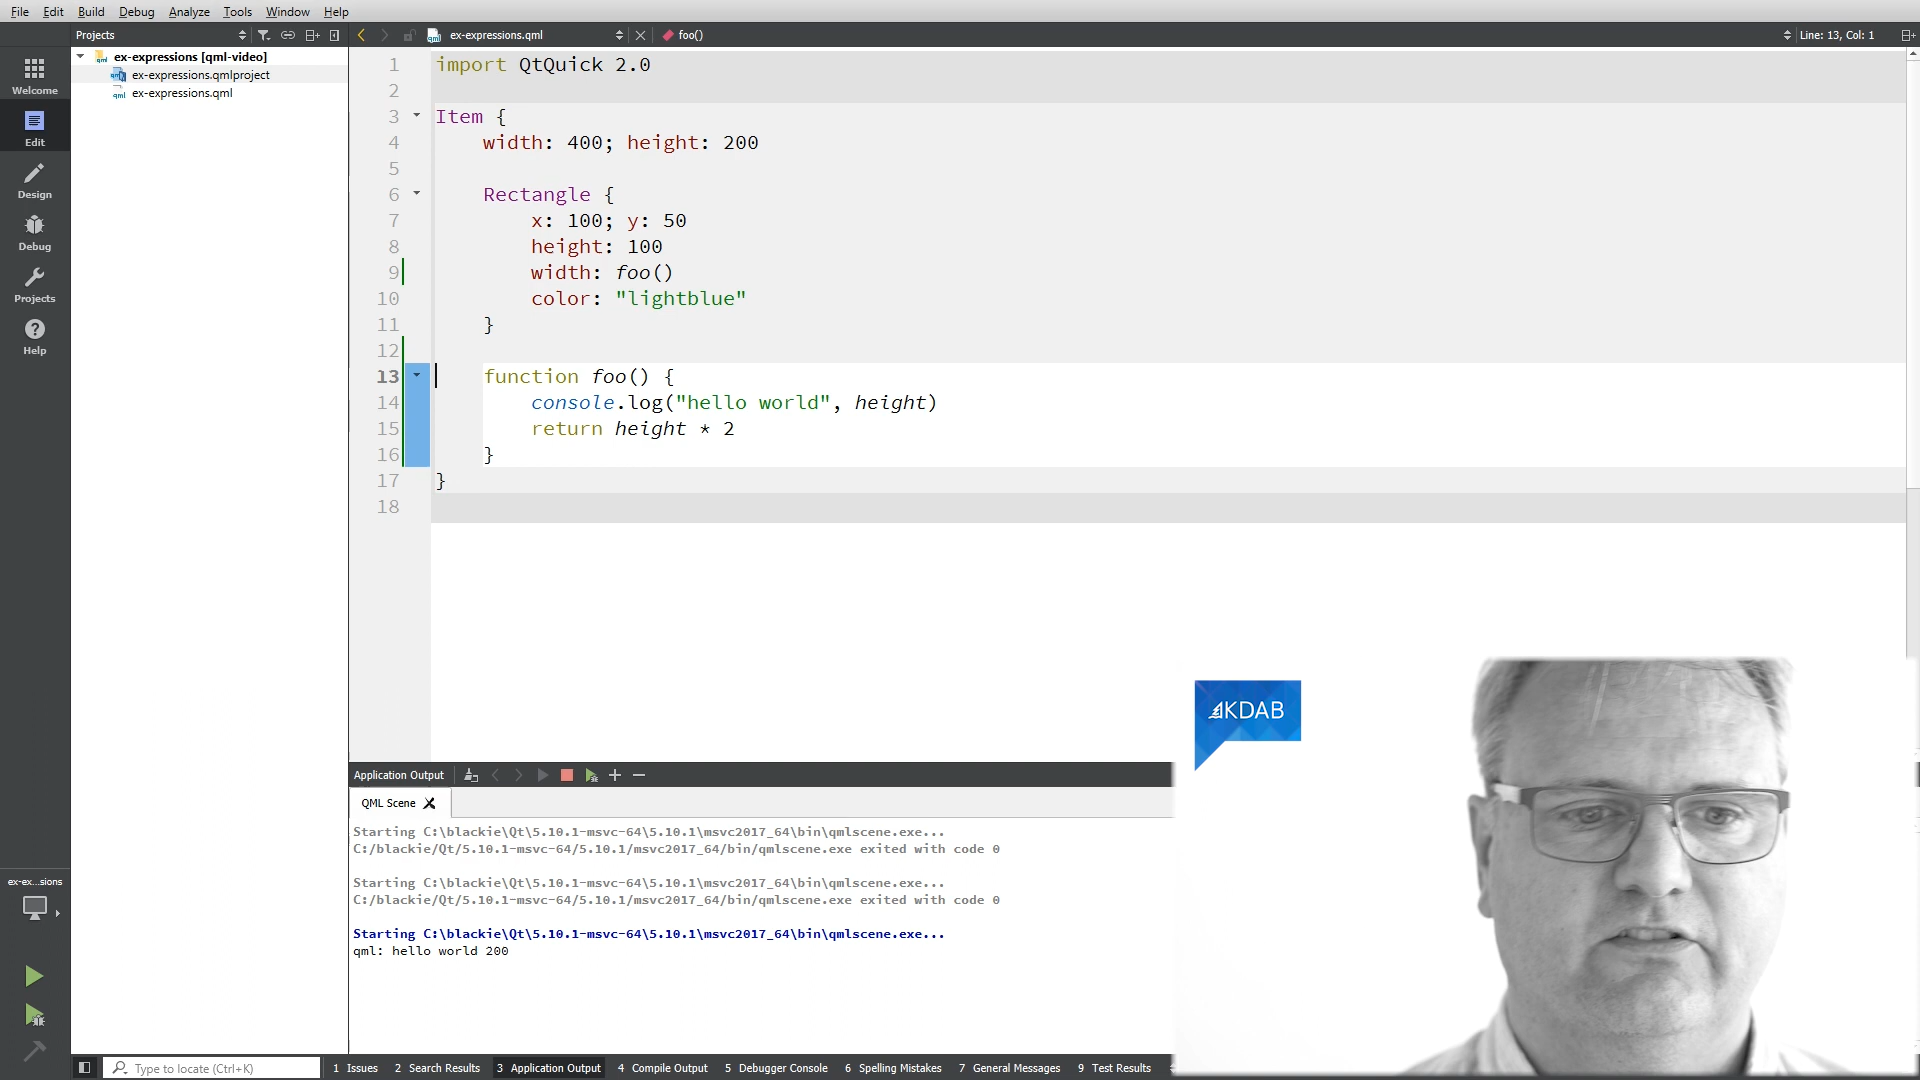 File Edit Build Debug Analyze Tools Window Help
Projects
ex-expressions.qml
foo()
Line: 13, Col: 1
ex-expressions [qml-video]
ex-expressions.qmlproject
ex-expressions.qml
Welcome
Edit
Design
Debug
Projects
Help
1 import QtQuick 2.0
2
3 Item {
4 width: 400; height: 200
5
6 Rectangle {
7 x: 100; y: 50
8 height: 100
9 width: foo()
10 color: "lightblue"
11 }
12
13 function foo() {
14 console.log("hello world", height)
15 return height * 2
16 }
17 }
18
KDAB
Application Output
QML Scene
Starting C:\blackie\Qt\5.10.1-msvc-64\5.10.1\msvc2017_64\bin\qmlscene.exe...
C:/blackie/Qt/5.10.1-msvc-64/5.10.1/msvc2017_64/bin/qmlscene.exe exited with code 0
Starting C:\blackie\Qt\5.10.1-msvc-64\5.10.1\msvc2017_64\bin\qmlscene.exe...
C:/blackie/Qt/5.10.1-msvc-64/5.10.1/msvc2017_64/bin/qmlscene.exe exited with code 0
Starting C:\blackie\Qt\5.10.1-msvc-64\5.10.1\msvc2017_64\bin\qmlscene.exe...
qml: hello world 200
ex-ex...sions
Type to locate (Ctrl+K)
1 Issues 2 Search Results 3 Application Output 4 Compile Output 5 Debugger Console 6 Spelling Mistakes 7 General Messages 9 Test Results